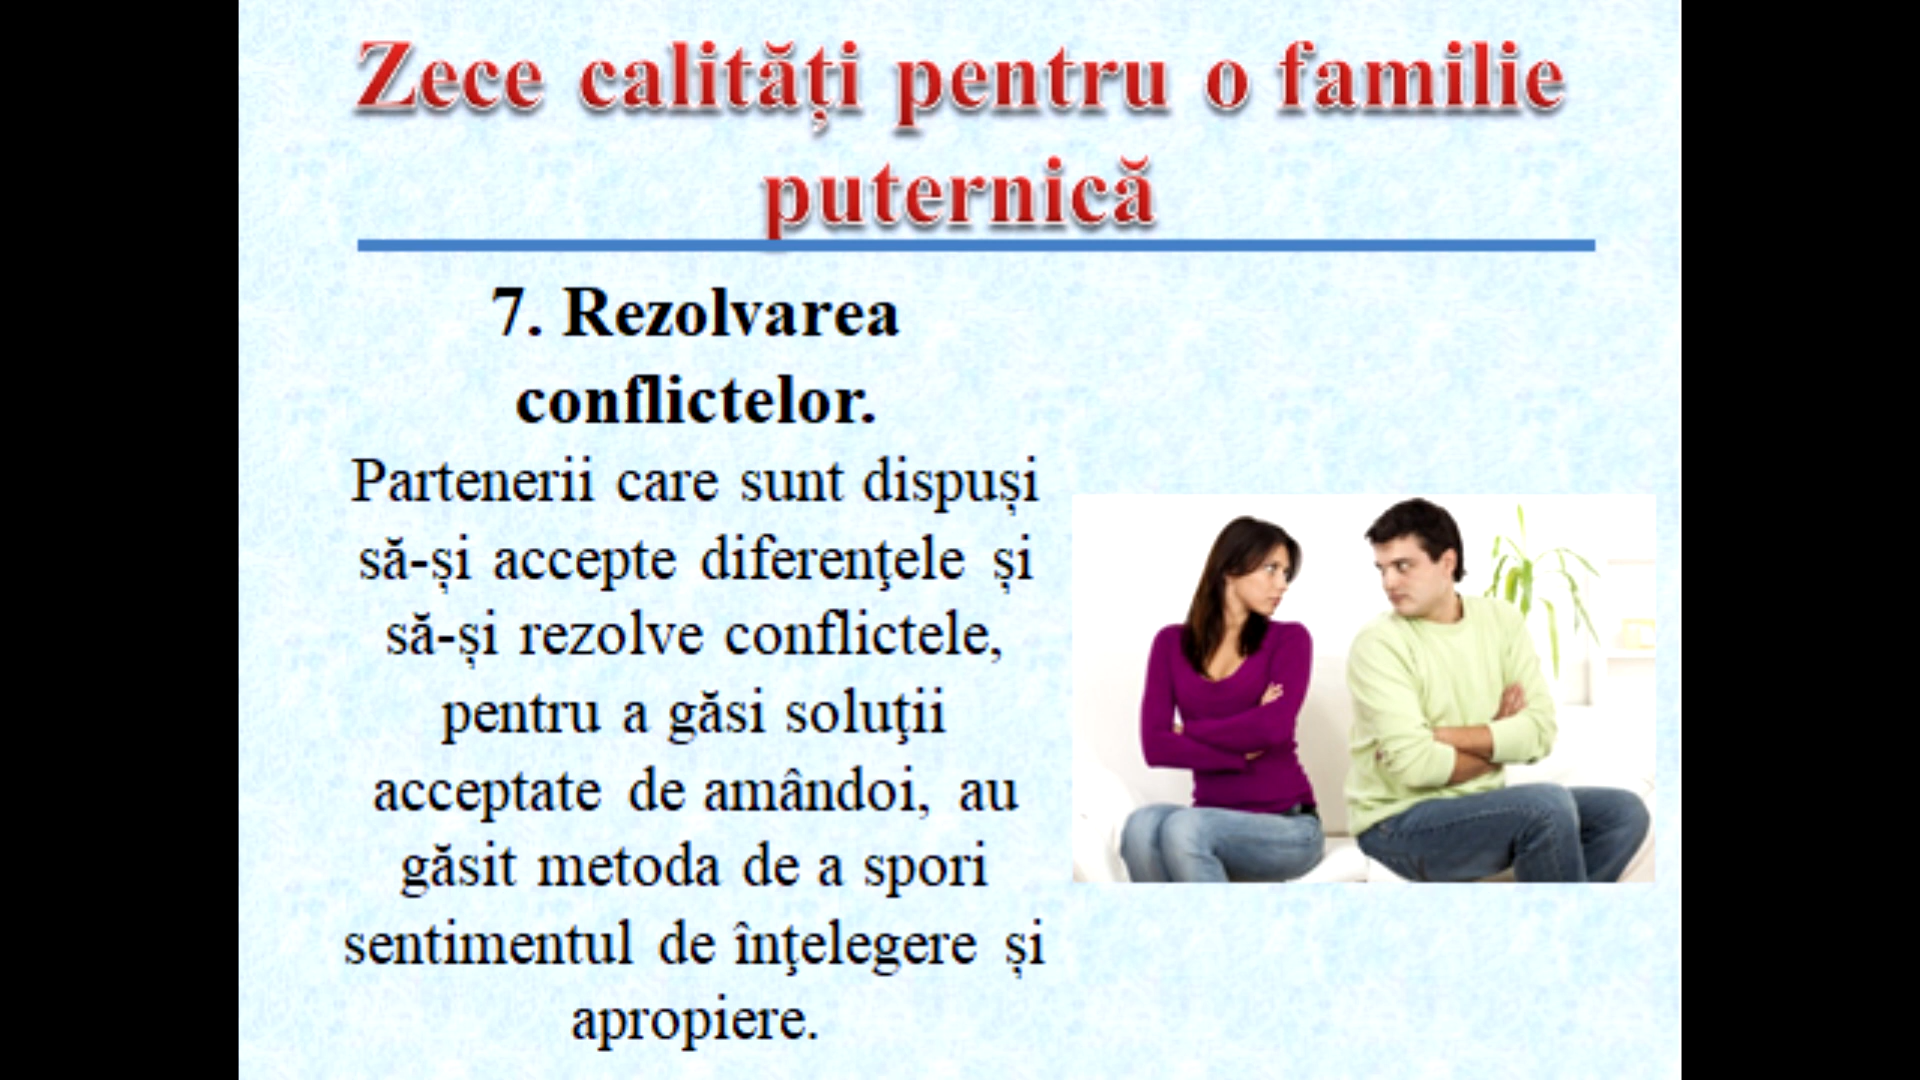 Zece calități pentru o familie
puternică
7. Rezolvarea
conflictelor.
Partenerii care sunt dispuși
să-și accepte diferenţele și
să-și rezolve conflictele,
pentru a găsi soluţii
acceptate de amândoi, au
găsit metoda de a spori
sentimentul de înţelegere și
apropiere.